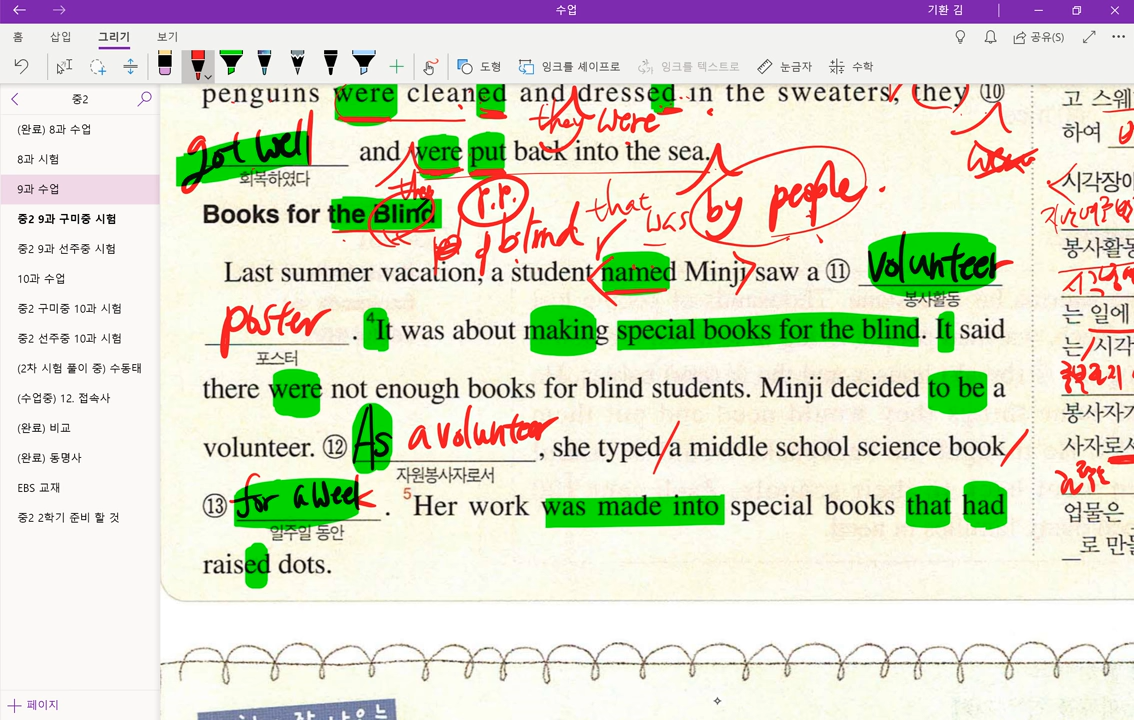 수업
기환 김
홈 삽입 그리기 보기
공유(S)
도형 잉크를 셰이프로 잉크를 텍스트로 눈금자 수학
중2
(완료) 8과 수업
8과 시험
9과 수업
중2 9과 구미중 시험
중2 9과 선주중 시험
10과 수업
중2 구미중 10과 시험
중2 선주중 10과 시험
(2차 시험 풀이 중) 수동태
(수업중) 12. 접속사
(완료) 비교
(완료) 동명사
EBS 교재
중2 2학기 준비 할 것
페이지
penguins were cleaned and dressed in the sweaters, they ⑩
they were
got well and were put back into the sea.
회복하였다
they p.p. that was by people.
Books for the Blind
blind
Last summer vacation, a student named Minji saw a ⑪ volunteer
봉사활동
poster. ⁴It was about making special books for the blind. It said
포스터
there were not enough books for blind students. Minji decided to be a
volunteer. ⑫ As a volunteer, she typed a middle school science book
자원봉사자로서
⑬ for a week. ⁵Her work was made into special books that had
일주일 동안
raised dots.
고 스웨
하여
시각장애
봉사활동
는 일에
는 시각
봉사자가
사자로서
업물은
로 만들